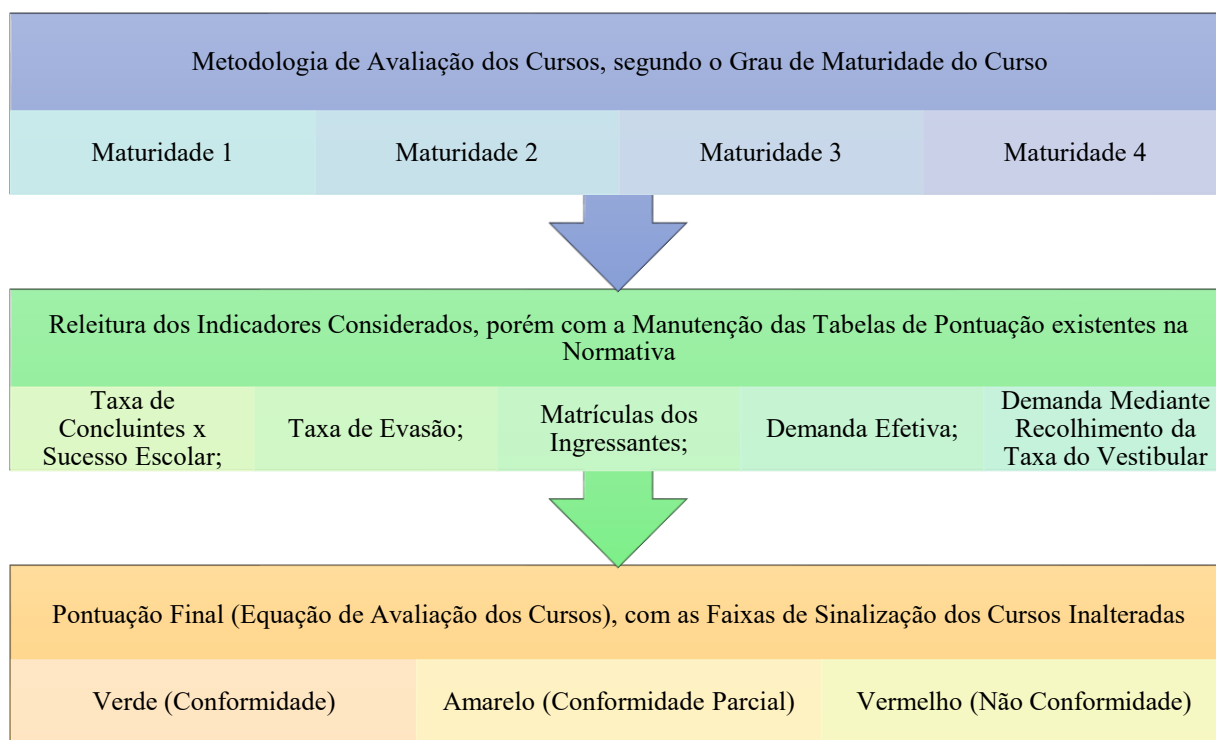 Metodologia de Avaliação dos Cursos, segundo o Grau de Maturidade do Curso
Maturidade 1
Maturidade 2
Maturidade 3
Maturidade 4
Releitura dos Indicadores Considerados, porém com a Manutenção das Tabelas de Pontuação existentes na
Normativa
Taxa de
Concluintes x
Sucesso Escolar;
Taxa de Evasão;
Matrículas dos
Ingressantes;
Demanda Efetiva;
Demanda Mediante
Recolhimento da
Taxa do Vestibular
Pontuação Final (Equação de Avaliação dos Cursos), com as Faixas de Sinalização dos Cursos Inalteradas
Verde (Conformidade)
Amarelo (Conformidade Parcial)
Vermelho (Não Conformidade)